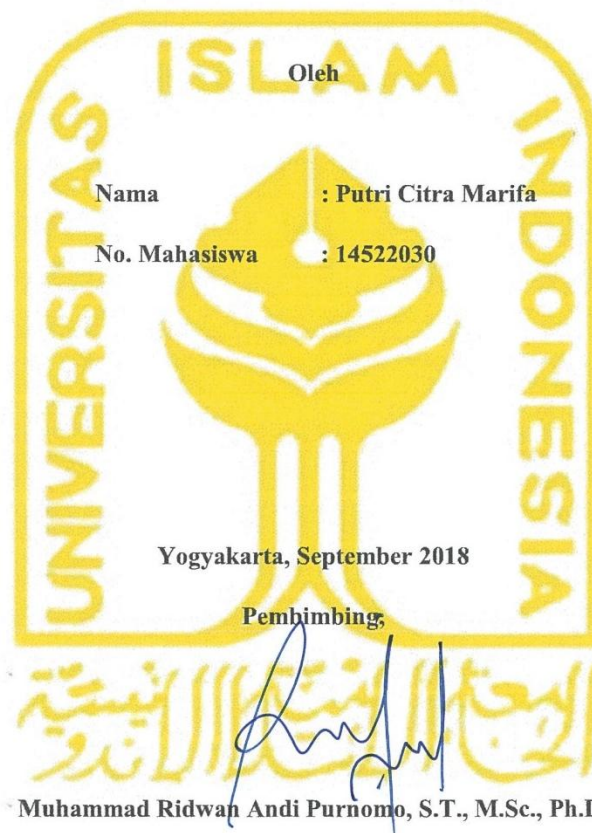 ISLAM
UNIVERSITAS
INDONESIA
Oleh
Nama : Putri Citra Marifa
No. Mahasiswa : 14522030
Yogyakarta, September 2018
Pembimbing,
Muhammad Ridwan Andi Purnomo, S.T., M.Sc., Ph.D